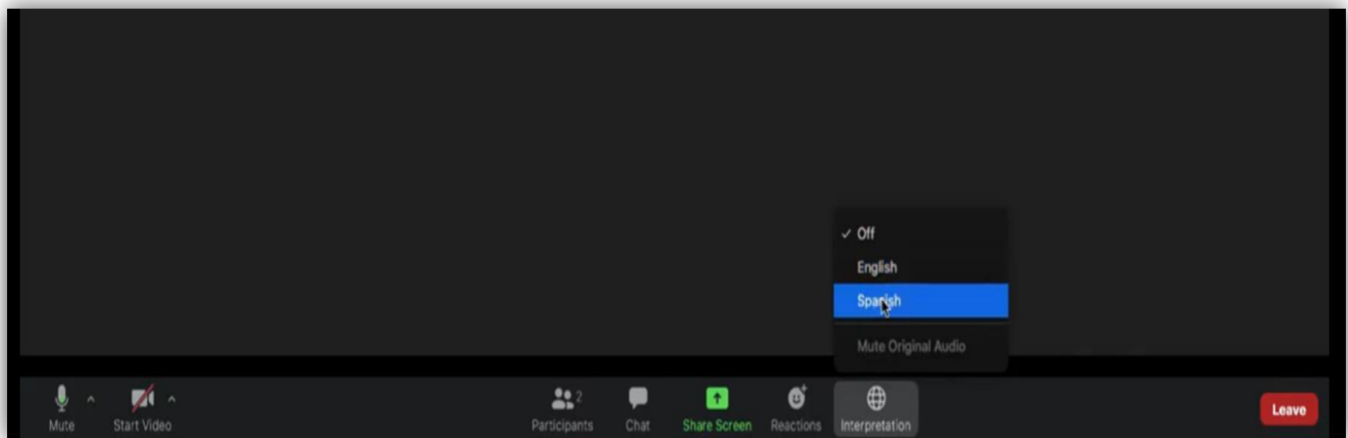 Off
English
Spanish
Mute Original Audio
Mute
Start Video
Participants 2
Chat
Share Screen
Reactions
Interpretation
Leave